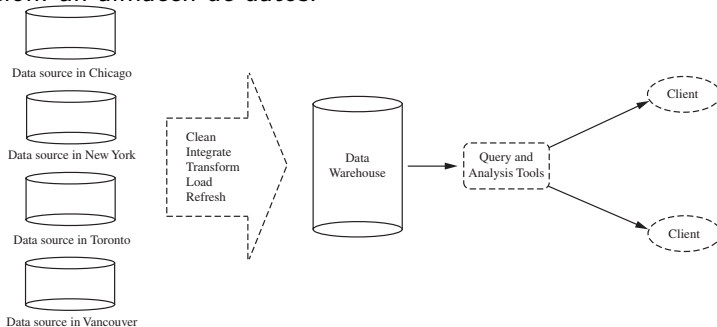 Data source in Chicago
Data source in New York
Data source in Toronto
Data source in Vancouver
Clean
Integrate
Transform
Load
Refresh
Data
Warehouse
Query and
Analysis Tools
Client
Client